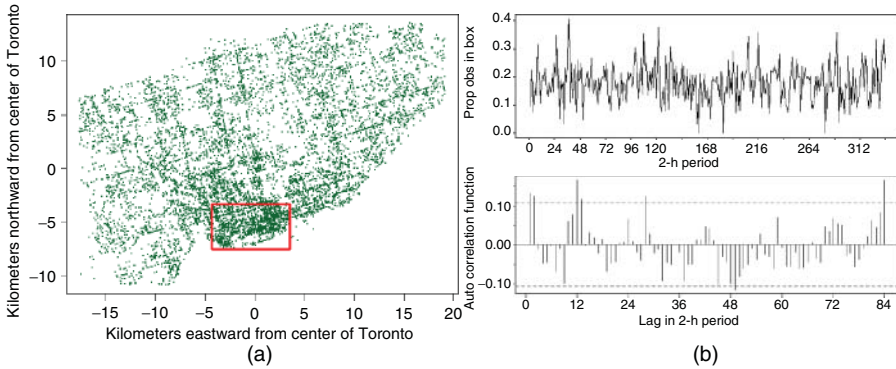 Kilometers northward from center of Toronto
10
5
0
−5
−10
−15 −10 −5 0 5 10 15 20
Kilometers eastward from center of Toronto
(a)
Prop obs in box
0.4
0.3
0.2
0.1
0.0
0 24 48 72 96 120 168 216 264 312
2-h period
Auto correlation function
0.10
0.00
−0.10
0 12 24 36 48 60 72 84
Lag in 2-h period
(b)